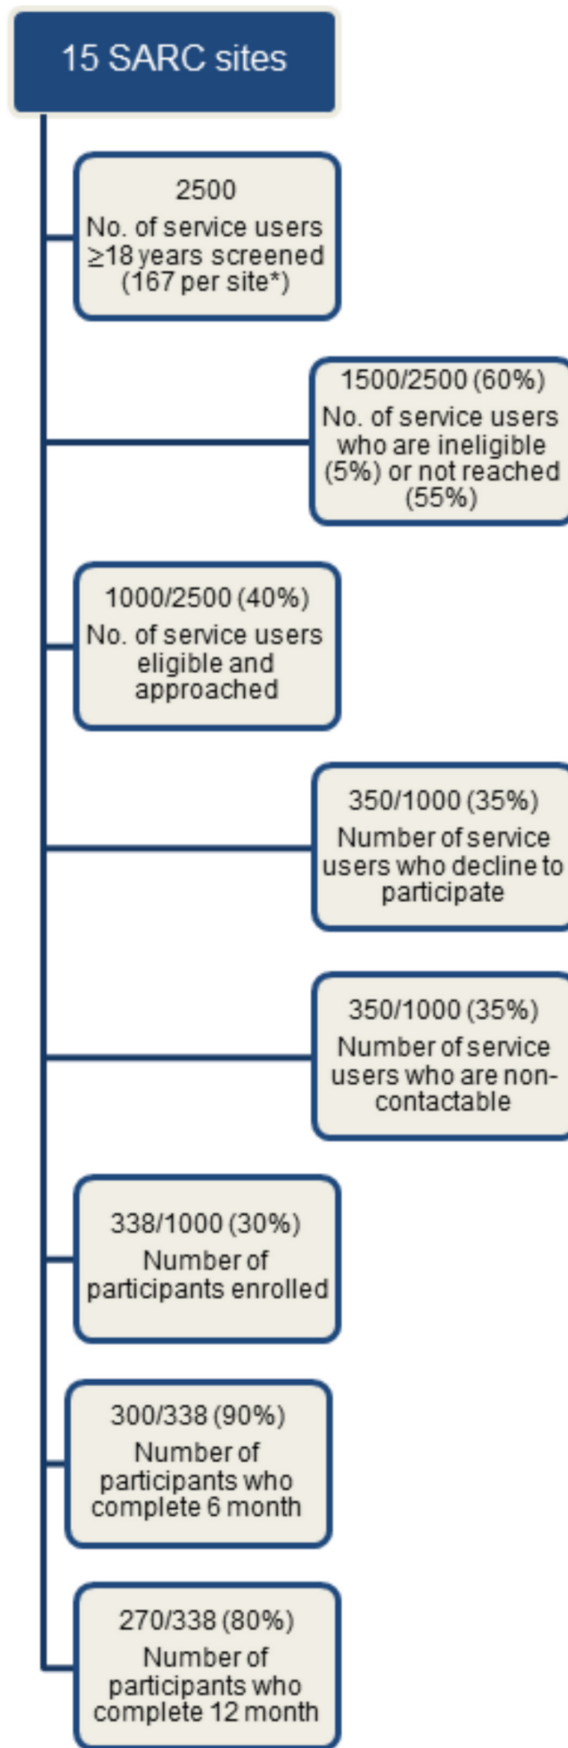 15 SARC sites
2500
No. of service users
≥18 years screened
(167 per site*)
1500/2500 (60%)
No. of service users
who are ineligible
(5%) or not reached
(55%)
1000/2500 (40%)
No. of service users
eligible and
approached
350/1000 (35%)
Number of service
users who decline to
participate
350/1000 (35%)
Number of service
users who are non-
contactable
338/1000 (30%)
Number of
participants enrolled
300/338 (90%)
Number of
participants who
complete 6 month
270/338 (80%)
Number of
participants who
complete 12 month